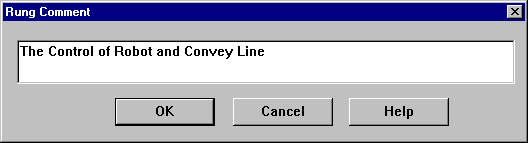 Rung Comment
The Control of Robot and Convey Line
OK Cancel Help